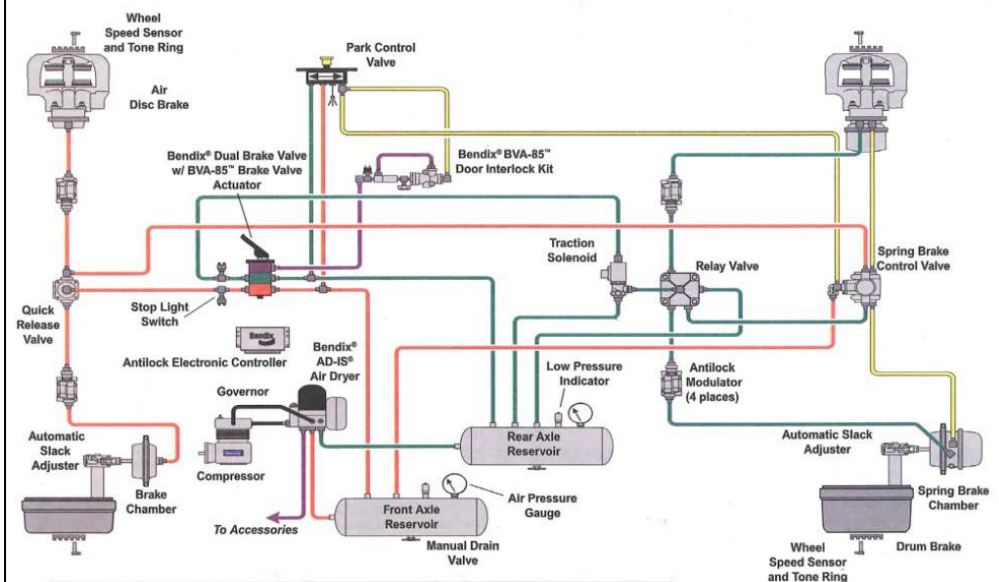 Wheel
Speed Sensor
and Tone Ring
Air
Disc Brake
Park Control
Valve
Bendix® Dual Brake Valve
w/ BVA-85™ Brake Valve
Actuator
Bendix® BVA-85™
Door Interlock Kit
Traction
Solenoid
Relay Valve
Spring Brake
Control Valve
Quick
Release
Valve
Stop Light
Switch
Bendix
Antilock Electronic Controller
Bendix®
AD-IS®
Air Dryer
Governor
Compressor
Low Pressure
Indicator
Antilock
Modulator
(4 places)
Automatic
Slack
Adjuster
Brake
Chamber
To Accessories
Rear Axle
Reservoir
Front Axle
Reservoir
Air Pressure
Gauge
Manual Drain
Valve
Automatic Slack
Adjuster
Spring Brake
Chamber
Drum Brake
Wheel
Speed Sensor
and Tone Ring